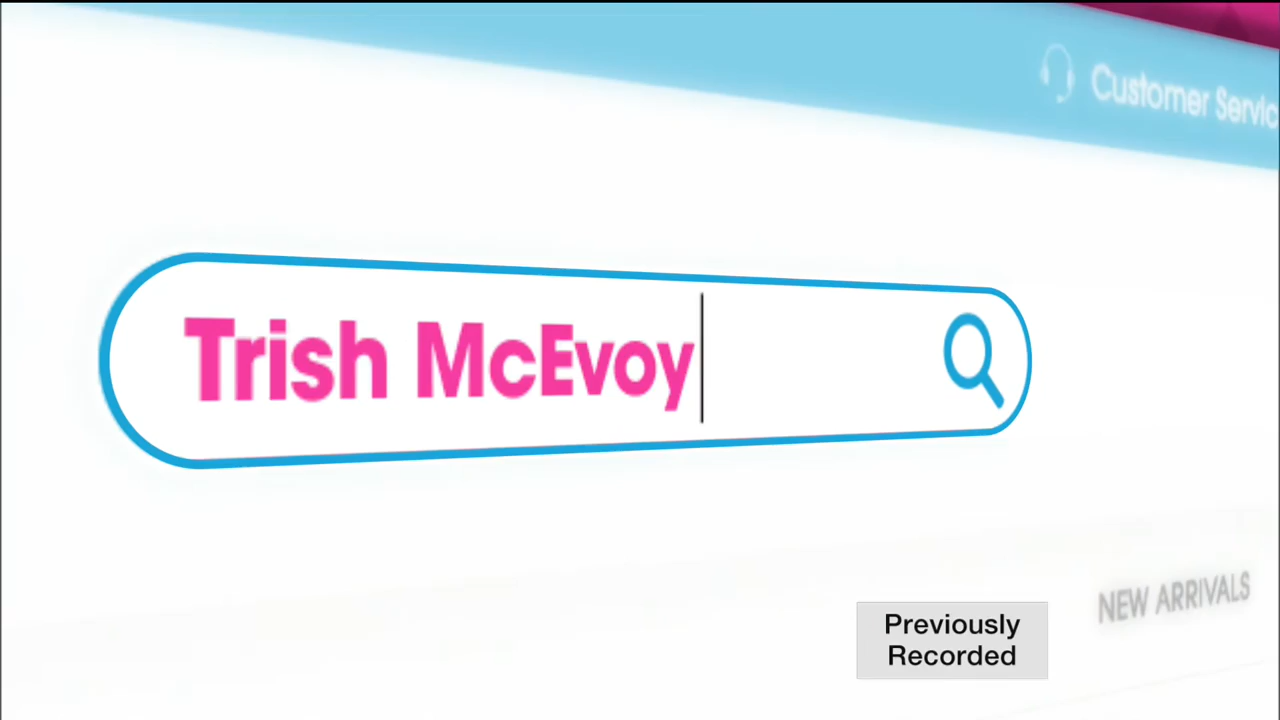 Customer Servic
Trish McEvoy
NEW ARRIVALS
Previously
Recorded